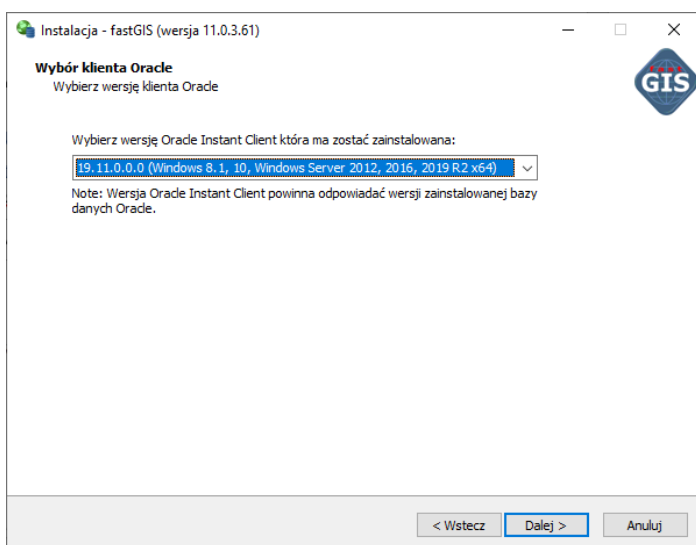 Instalacja - fastGIS (wersja 11.0.3.61)
Wybór klienta Oracle
Wybierz wersję klienta Oracle
GIS
Wybierz wersję Oracle Instant Client która ma zostać zainstalowana:
19.11.0.0.0 (Windows 8.1, 10, Windows Server 2012, 2016, 2019 R2 x64)
Note: Wersja Oracle Instant Client powinna odpowiadać wersji zainstalowanej bazy
danych Oracle.
< Wstecz
Dalej >
Anuluj